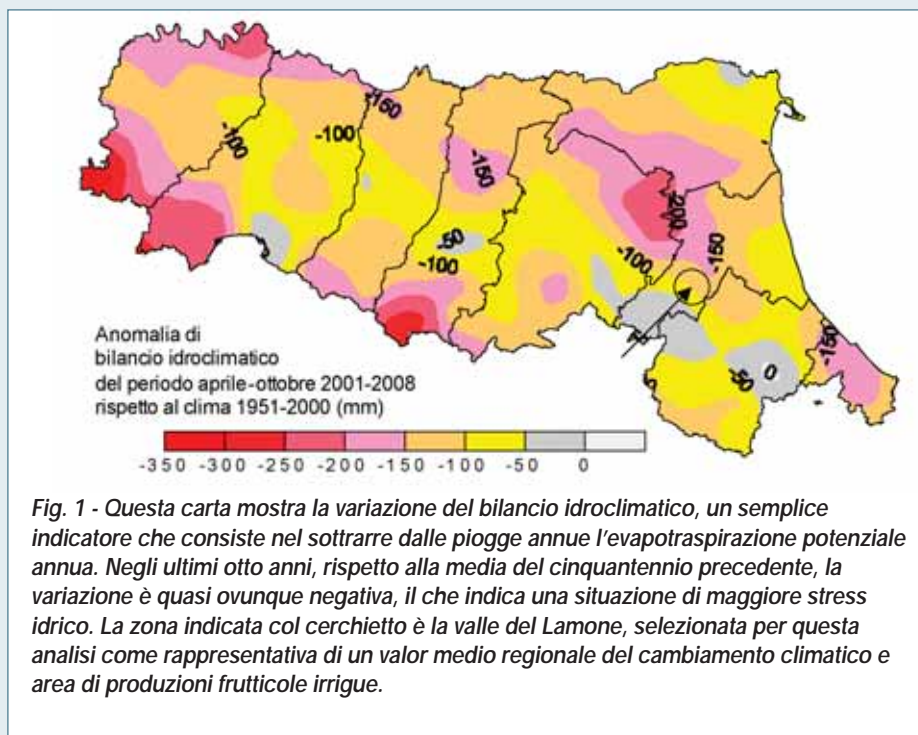 -150
-100
-100
-150
-200
-50
-100
-100
-150
-150
-50
0
Anomalia di
bilancio idroclimatico
del periodo aprile-ottobre 2001-2008
rispetto al clima 1951-2000 (mm)
-350 -300 -250 -200 -150 -100 -50 0
Fig. 1 - Questa carta mostra la variazione del bilancio idroclimatico, un semplice
indicatore che consiste nel sottrarre dalle piogge annue l'evapotraspirazione potenziale
annua. Negli ultimi otto anni, rispetto alla media del cinquantennio precedente, la
variazione è quasi ovunque negativa, il che indica una situazione di maggiore stress
idrico. La zona indicata col cerchietto è la valle del Lamone, selezionata per questa
analisi come rappresentativa di un valor medio regionale del cambiamento climatico e
area di produzioni frutticole irrigue.